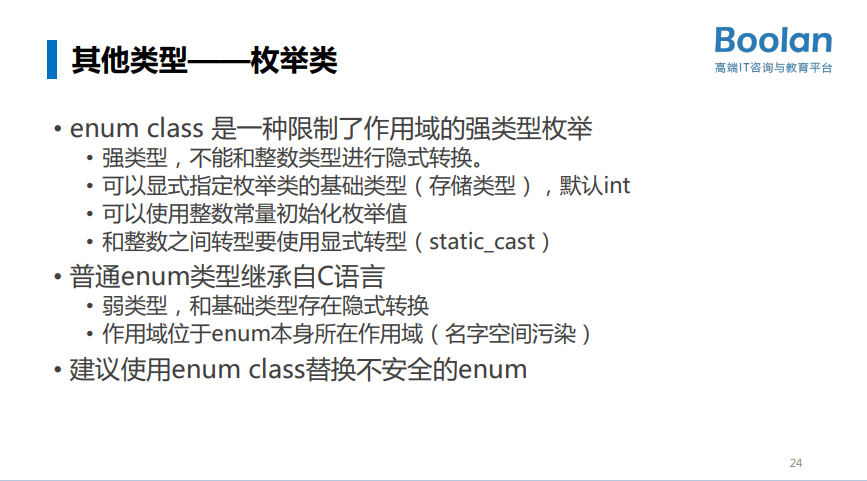 其他类型——枚举类
Boolan
高端IT咨询与教育平台
• enum class 是一种限制了作用域的强类型枚举
• 强类型，不能和整数类型进行隐式转换。
• 可以显式指定枚举类的基础类型（存储类型），默认int
• 可以使用整数常量初始化枚举值
• 和整数之间转型要使用显式转型（static_cast）
• 普通enum类型继承自C语言
• 弱类型，和基础类型存在隐式转换
• 作用域位于enum本身所在作用域（名字空间污染）
• 建议使用enum class替换不安全的enum
24